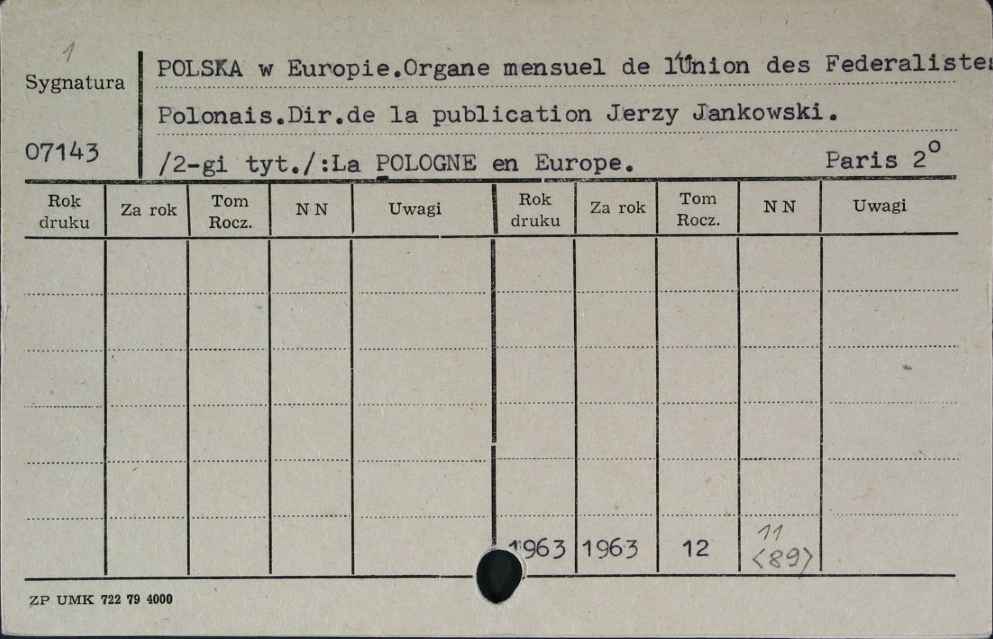 1
Sygnatura
07143
POLSKA w Europie.Organe mensuel de l'Union des Federalistes
Polonais.Dir.de la publication Jerzy Jankowski.
/2-gi tyt./:La POLOGNE en Europe. Paris 2º
Rok druku Za rok Tom Rocz. N N Uwagi Rok druku Za rok Tom Rocz. N N Uwagi
1963 1963 12 11 <89>
ZP UMK 722 79 4000